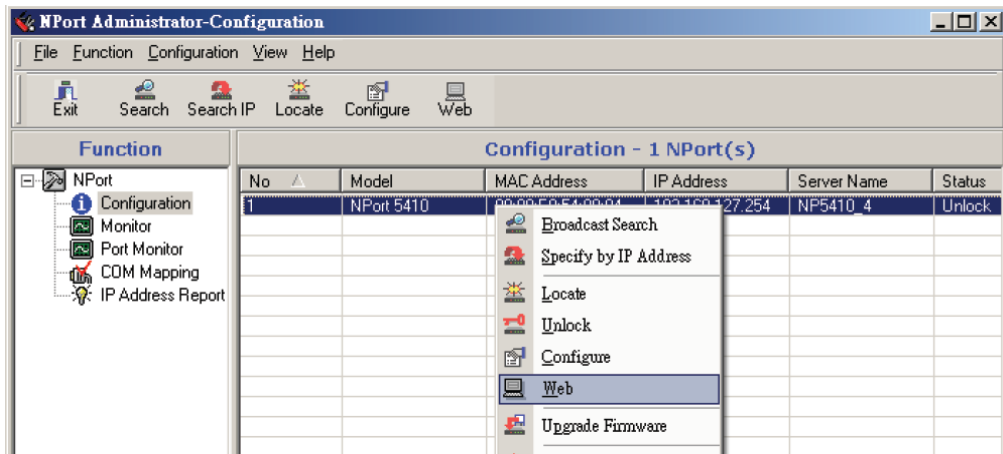 NPort Administrator-Configuration
File Function Configuration View Help
Exit Search Search IP Locate Configure Web
Function
Configuration - 1 NPort(s)
NPort
Configuration
Monitor
Port Monitor
COM Mapping
IP Address Report
No Model MAC Address IP Address Server Name Status
1 NPort 5410 127.254 NP5410_4 Unlock
Broadcast Search
Specify by IP Address
Locate
Unlock
Configure
Web
Upgrade Firmware